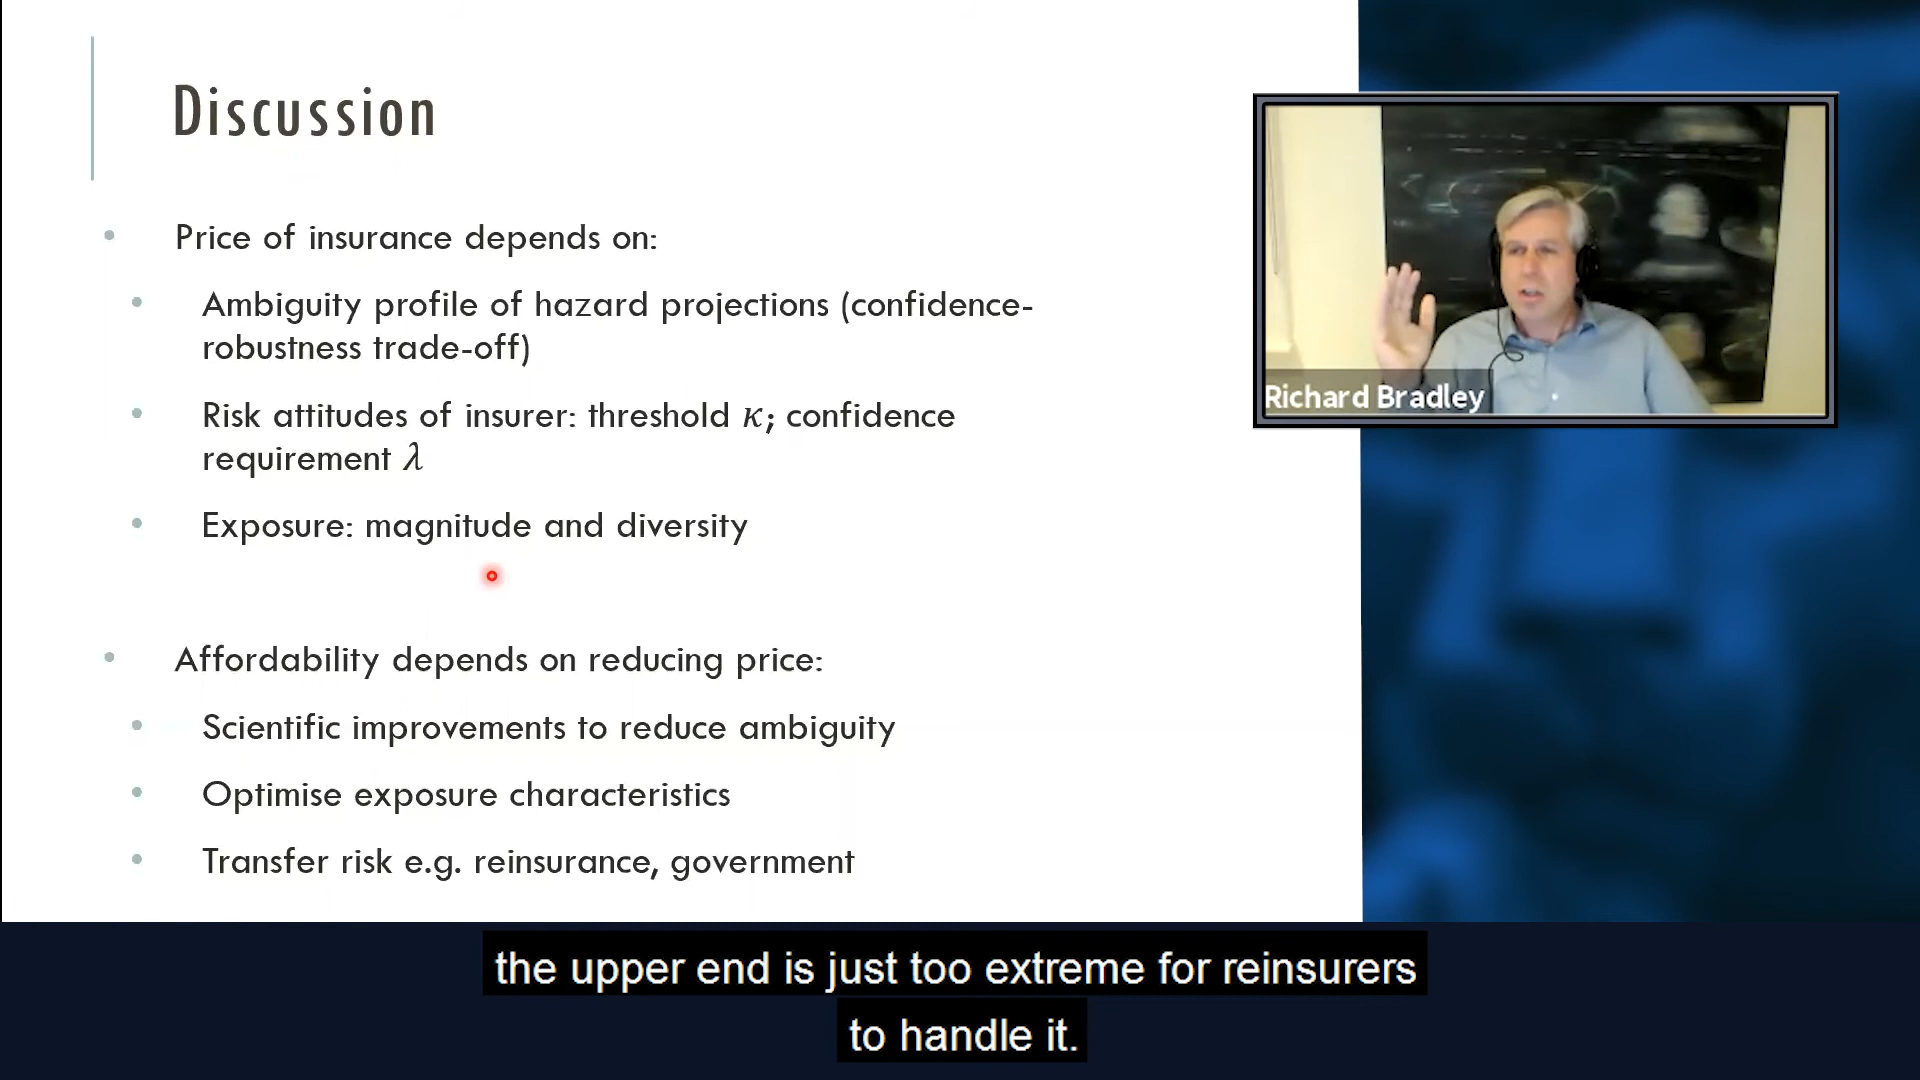 Discussion
Price of insurance depends on:
Ambiguity profile of hazard projections (confidence-
robustness trade-off)
Risk attitudes of insurer: threshold κ; confidence
requirement λ
Exposure: magnitude and diversity
Affordability depends on reducing price:
Scientific improvements to reduce ambiguity
Optimise exposure characteristics
Transfer risk e.g. reinsurance, government
Richard Bradley
the upper end is just too extreme for reinsurers
to handle it.